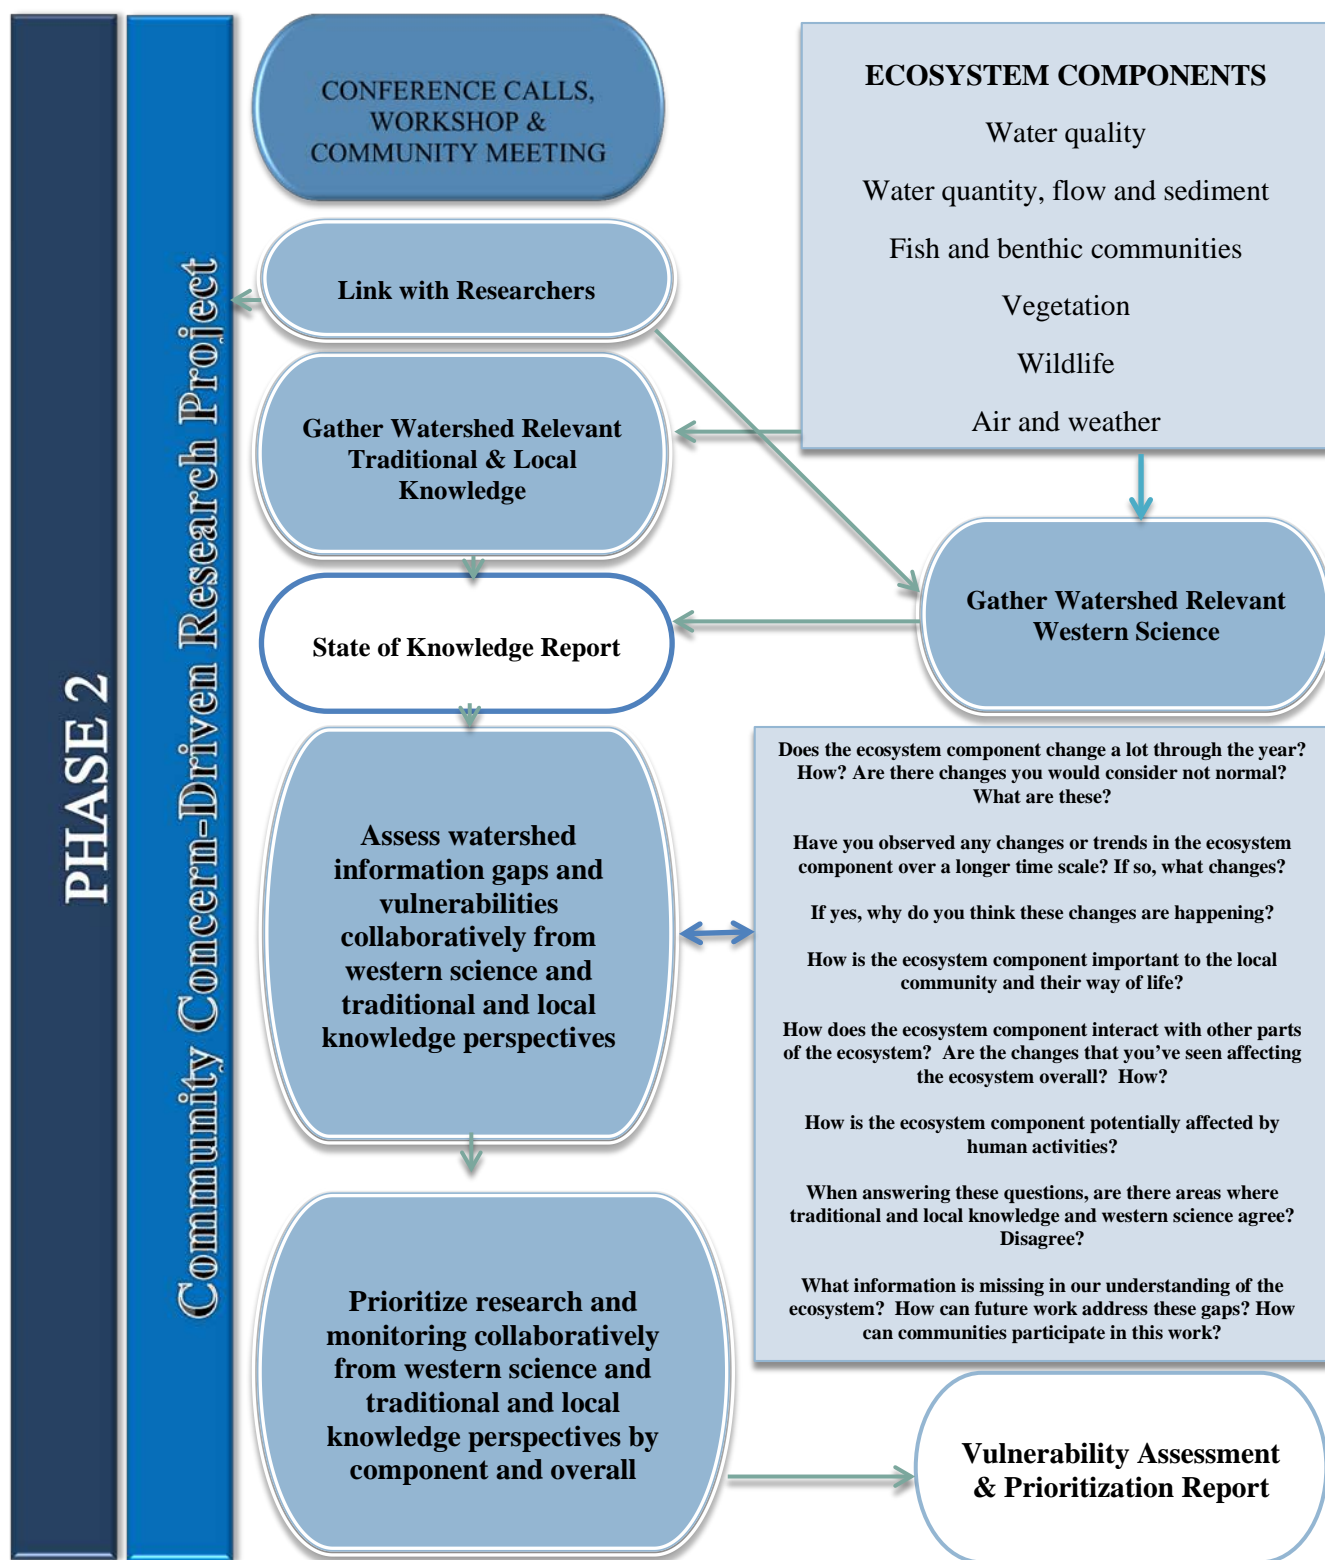 PHASE 2
Community Concern-Driven Research Project
CONFERENCE CALLS,
WORKSHOP &
COMMUNITY MEETING
Link with Researchers
Gather Watershed Relevant
Traditional & Local
Knowledge
State of Knowledge Report
Assess watershed
information gaps and
vulnerabilities
collaboratively from
western science and
traditional and local
knowledge perspectives
Prioritize research and
monitoring collaboratively
from western science and
traditional and local
knowledge perspectives by
component and overall
ECOSYSTEM COMPONENTS
Water quality
Water quantity, flow and sediment
Fish and benthic communities
Vegetation
Wildlife
Air and weather
Gather Watershed Relevant
Western Science
Does the ecosystem component change a lot through the year?
How? Are there changes you would consider not normal?
What are these?
Have you observed any changes or trends in the ecosystem
component over a longer time scale? If so, what changes?
If yes, why do you think these changes are happening?
How is the ecosystem component important to the local
community and their way of life?
How does the ecosystem component interact with other parts
of the ecosystem?  Are the changes that you've seen affecting
the ecosystem overall?  How?
How is the ecosystem component potentially affected by
human activities?
When answering these questions, are there areas where
traditional and local knowledge and western science agree?
Disagree?
What information is missing in our understanding of the
ecosystem?  How can future work address these gaps? How
can communities participate in this work?
Vulnerability Assessment
& Prioritization Report